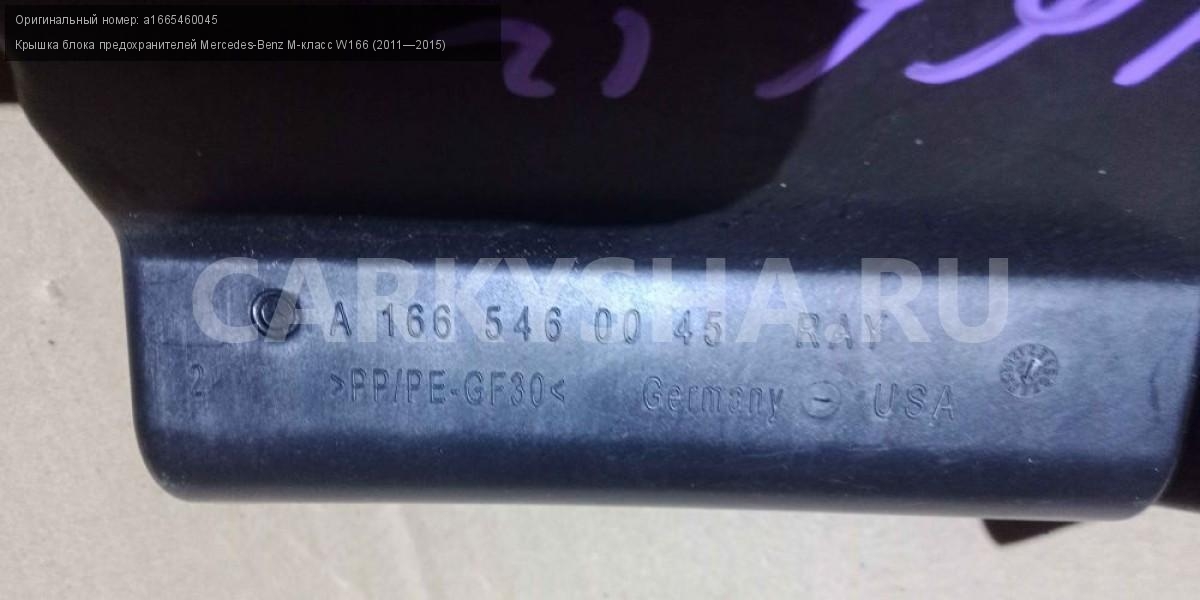 Оригинальный номер: a1665460045
Крышка блока предохранителей Mercedes-Benz M-класс W166 (2011—2015)
CARKYSHA.RU
A 166 546 00 45 RAY
2 >PP/PE-GF30< Germany USA